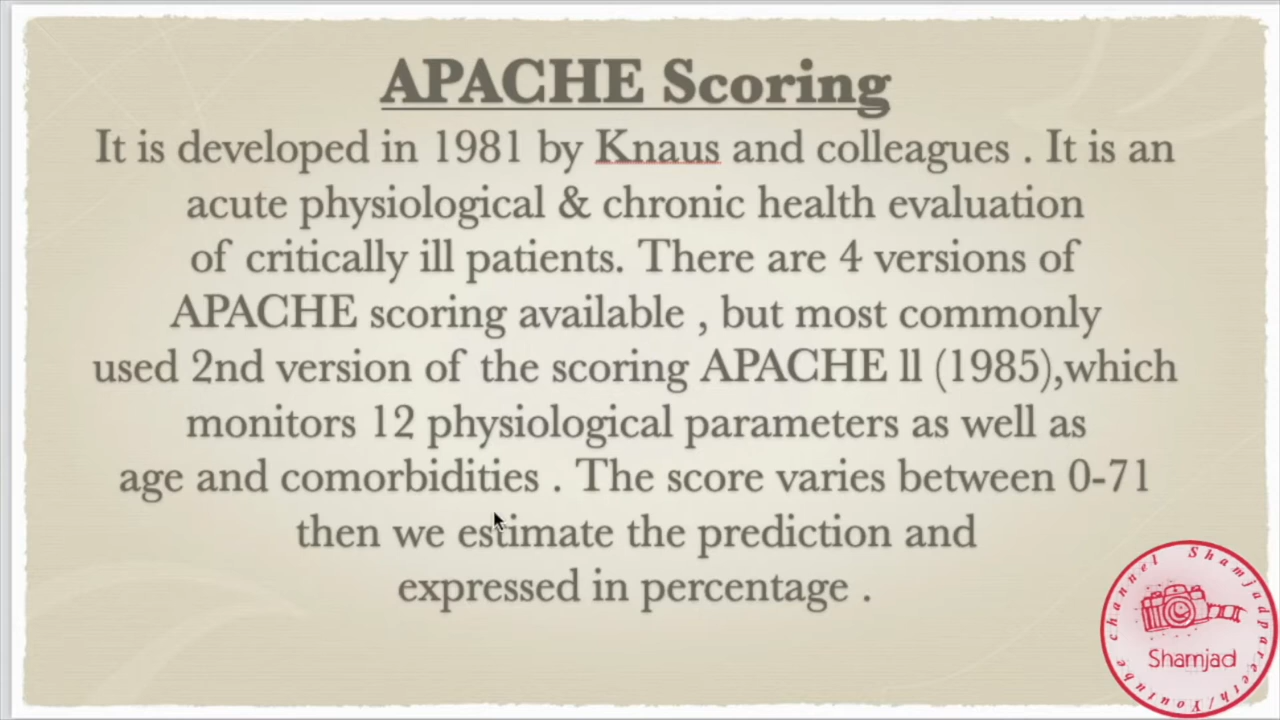 APACHE Scoring
It is developed in 1981 by Knaus and colleagues . It is an
acute physiological & chronic health evaluation
of critically ill patients. There are 4 versions of
APACHE scoring available , but most commonly
used 2nd version of the scoring APACHE ll (1985),which
monitors 12 physiological parameters as well as
age and comorbidities . The score varies between 0-71
then we estimate the prediction and
expressed in percentage .
Shamjadpareeth/Youtube channel
Shamjad